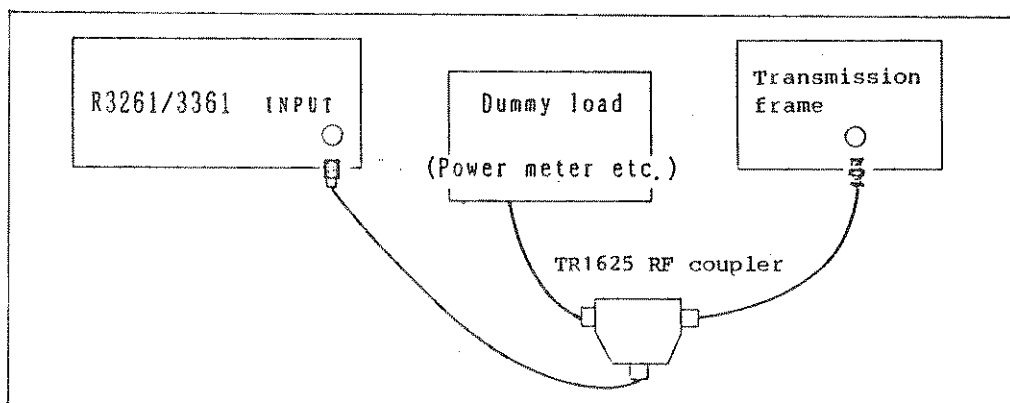 R3261/3361 INPUT
Dummy load
(Power meter etc.)
Transmission
frame
TR1625 RF coupler